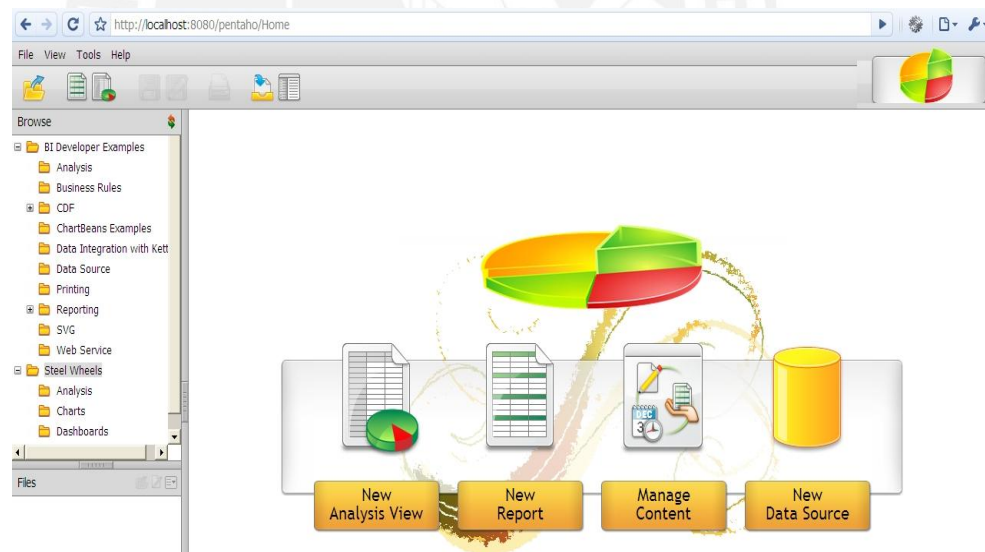 http://localhost:8080/pentaho/Home
File View Tools Help
Browse
BI Developer Examples
Analysis
Business Rules
CDF
ChartBeans Examples
Data Integration with Kett
Data Source
Printing
Reporting
SVG
Web Service
Steel Wheels
Analysis
Charts
Dashboards
Files
DEC
3
New
Analysis View
New
Report
Manage
Content
New
Data Source